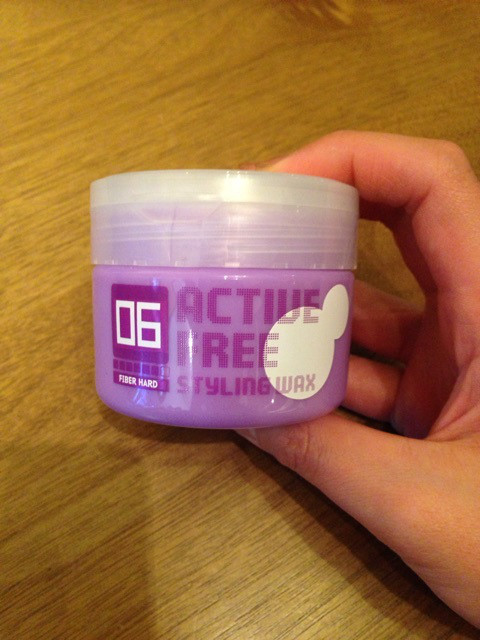 06
FIBER HARD
ACTIVE
FREE
STYLING WAX